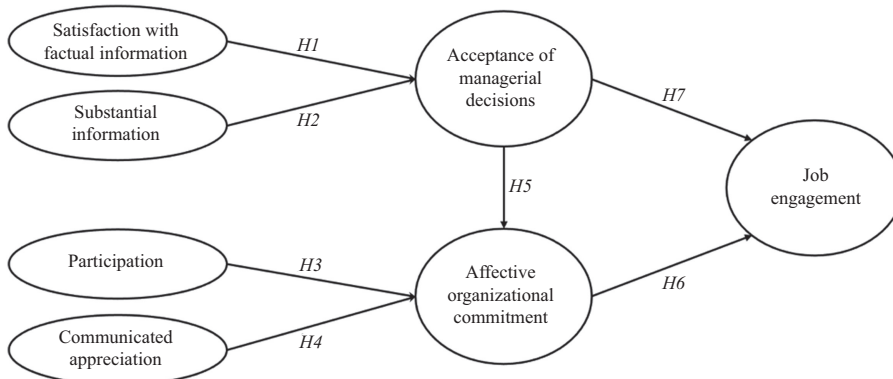 Satisfaction with
factual information
H1
Substantial
information
H2
Acceptance of
managerial
decisions
H7
H5
Job
engagement
Participation
H3
Communicated
appreciation
H4
Affective
organizational
commitment
H6